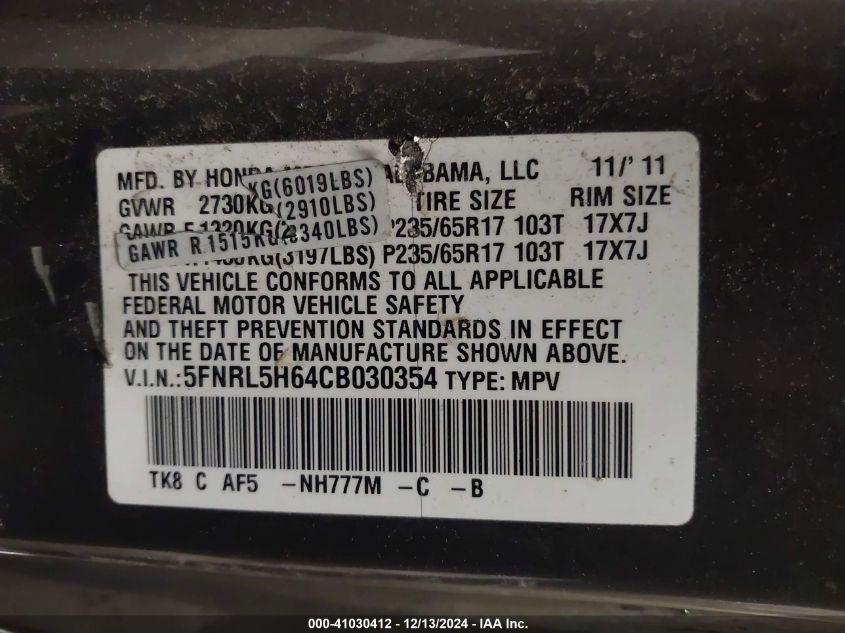 MFD. BY HONDA BAMA, LLC 11/'11
GVWR 2730KG TIRE SIZE RIM SIZE
KG(6019LBS)
(2910LBS)
P235/65R17 103T 17X7J
GAWR R 1515KG(3340LBS)
(3197LBS) P235/65R17 103T 17X7J
THIS VEHICLE CONFORMS TO ALL APPLICABLE
FEDERAL MOTOR VEHICLE SAFETY
AND THEFT PREVENTION STANDARDS IN EFFECT
ON THE DATE OF MANUFACTURE SHOWN ABOVE.
V.I.N.:5FNRL5H64CB030354 TYPE: MPV
TK8 C AF5 -NH777M -C -B
000-41030412 - 12/13/2024 - IAA Inc.